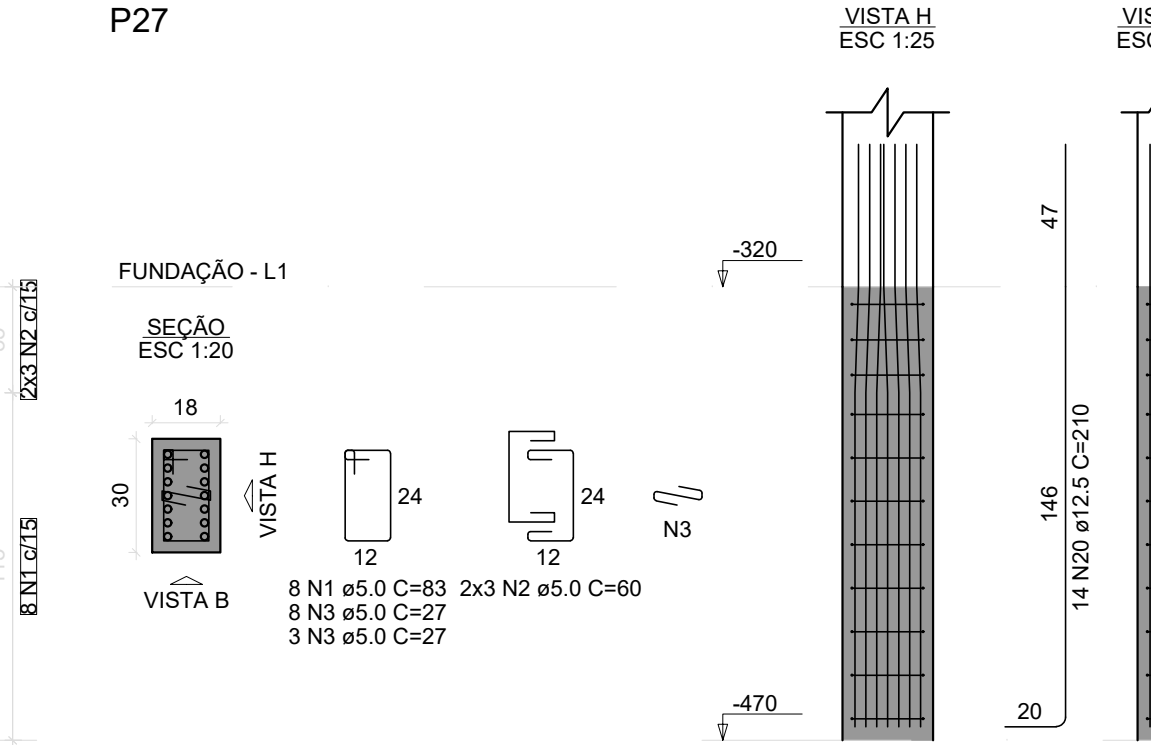 P27
VISTA H
ESC 1:25
FUNDAÇÃO - L1
SEÇÃO
ESC 1:20
18
30
VISTA H
VISTA B
24
12
8 N1 ø5.0 C=83
8 N3 ø5.0 C=27
3 N3 ø5.0 C=27
24
12
2x3 N2 ø5.0 C=60
N3
2x3 N2 c/15
8 N1 c/15
-320
-470
47
146
14 N20 ø12.5 C=210
20